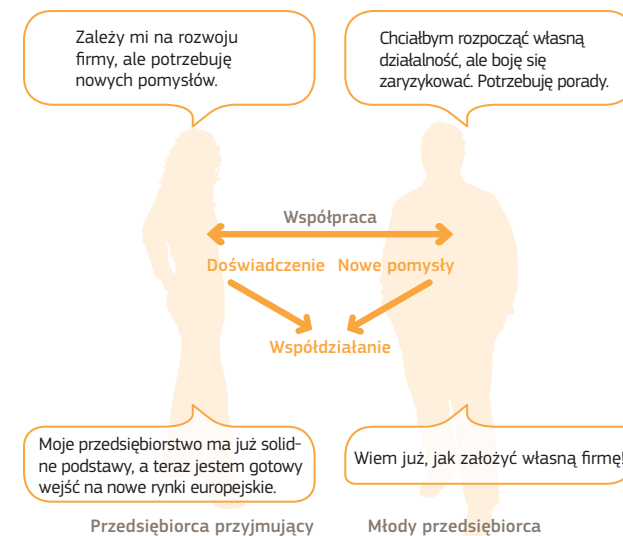 Zależy mi na rozwoju
firmy, ale potrzebuję
nowych pomysłów.
Chciałbym rozpocząć własną
działalność, ale boję się
zaryzykować. Potrzebuję porady.
Współpraca
Doświadczenie Nowe pomysły
Współdziałanie
Moje przedsiębiorstwo ma już solid-
ne podstawy, a teraz jestem gotowy
wejść na nowe rynki europejskie.
Wiem już, jak założyć własną firmę!
Przedsiębiorca przyjmujący Młody przedsiębiorca